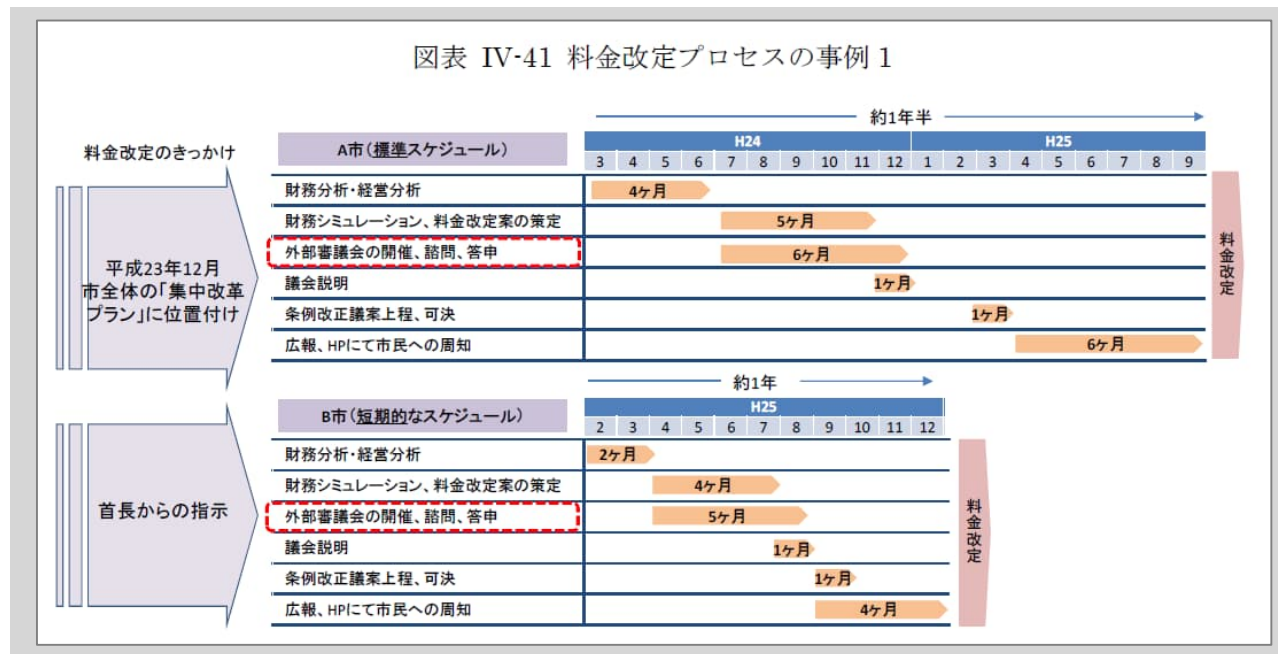 図表 IV-41 料金改定プロセスの事例1
約1年半
料金改定のきっかけ
A市(標準スケジュール)
H24 H25
3 4 5 6 7 8 9 10 11 12 1 2 3 4 5 6 7 8 9
財務分析・経営分析 4ヶ月
財務シミュレーション、料金改定案の策定 5ヶ月
外部審議会の開催、諮問、答申 6ヶ月
議会説明 1ヶ月
条例改正議案上程、可決 1ヶ月
広報、HPにて市民への周知 6ヶ月
平成23年12月
市全体の「集中改革
プラン」に位置付け
料金改定
約1年
B市(短期的なスケジュール)
H25
2 3 4 5 6 7 8 9 10 11 12
財務分析・経営分析 2ヶ月
財務シミュレーション、料金改定案の策定 4ヶ月
外部審議会の開催、諮問、答申 5ヶ月
議会説明 1ヶ月
条例改正議案上程、可決 1ヶ月
広報、HPにて市民への周知 4ヶ月
首長からの指示
料金改定